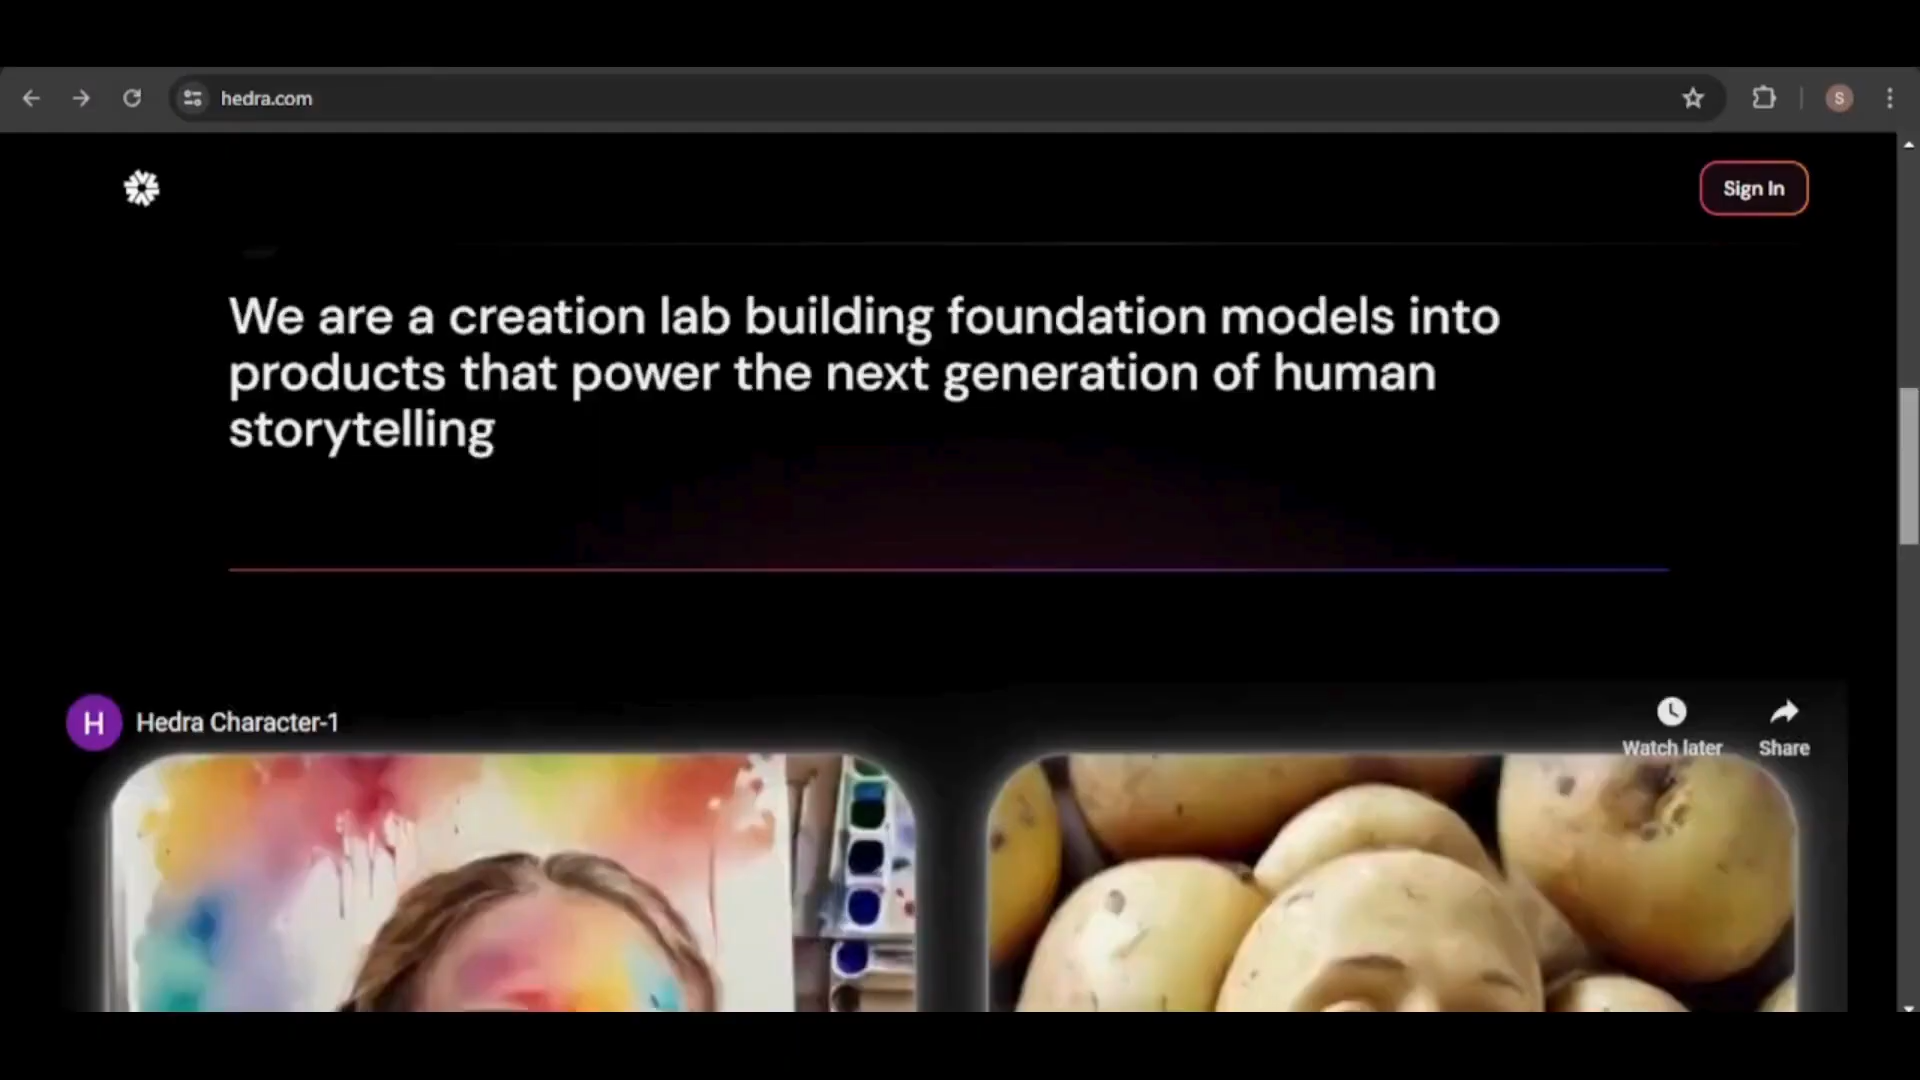 hedra.com
S
Sign In
We are a creation lab building foundation models into
products that power the next generation of human
storytelling
H
Hedra Character-1
Watch later
Share